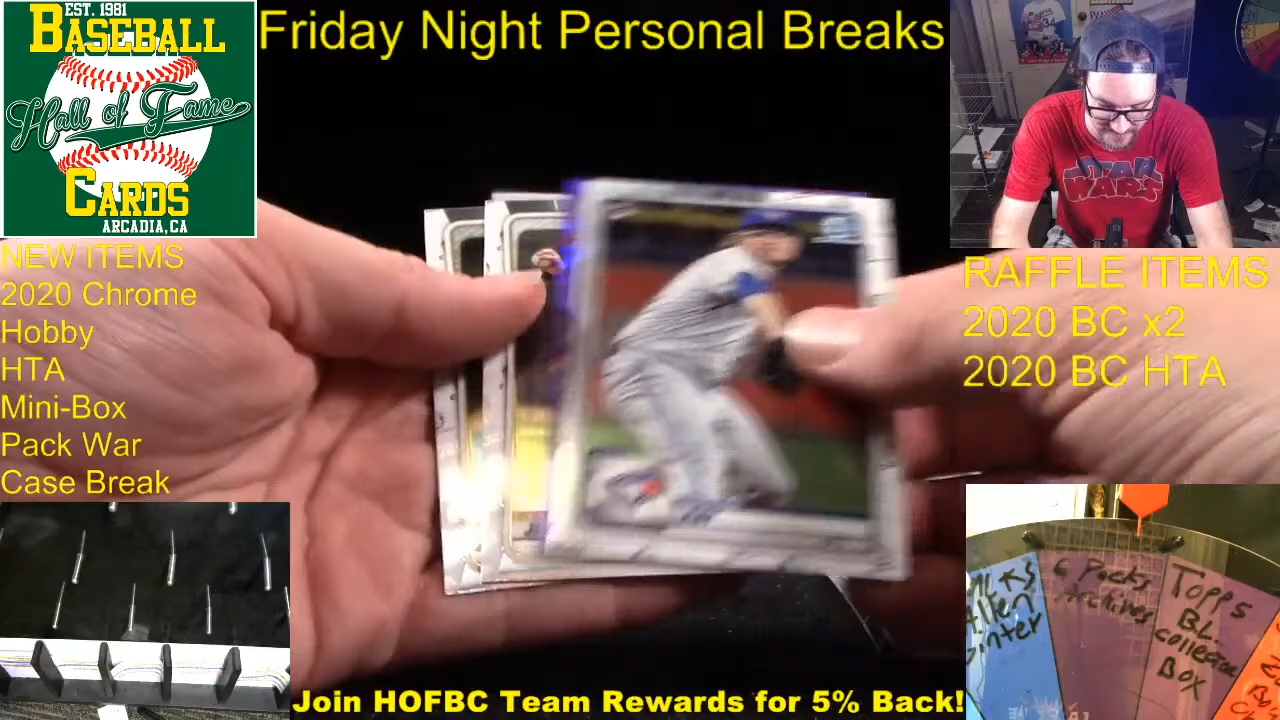 EST. 1981
BASEBALL
Hall of Fame
CARDS
ARCADIA, CA
Friday Night Personal Breaks
34
STAR
WARS
NEW ITEMS
2020 Chrome
Hobby
HTA
Mini-Box
Pack War
Case Break
RAFFLE ITEMS
2020 BC x2
2020 BC HTA
6 Packs
Archives
Topps
BL.
Collection
BOX
Join HOFBC Team Rewards for 5% Back!